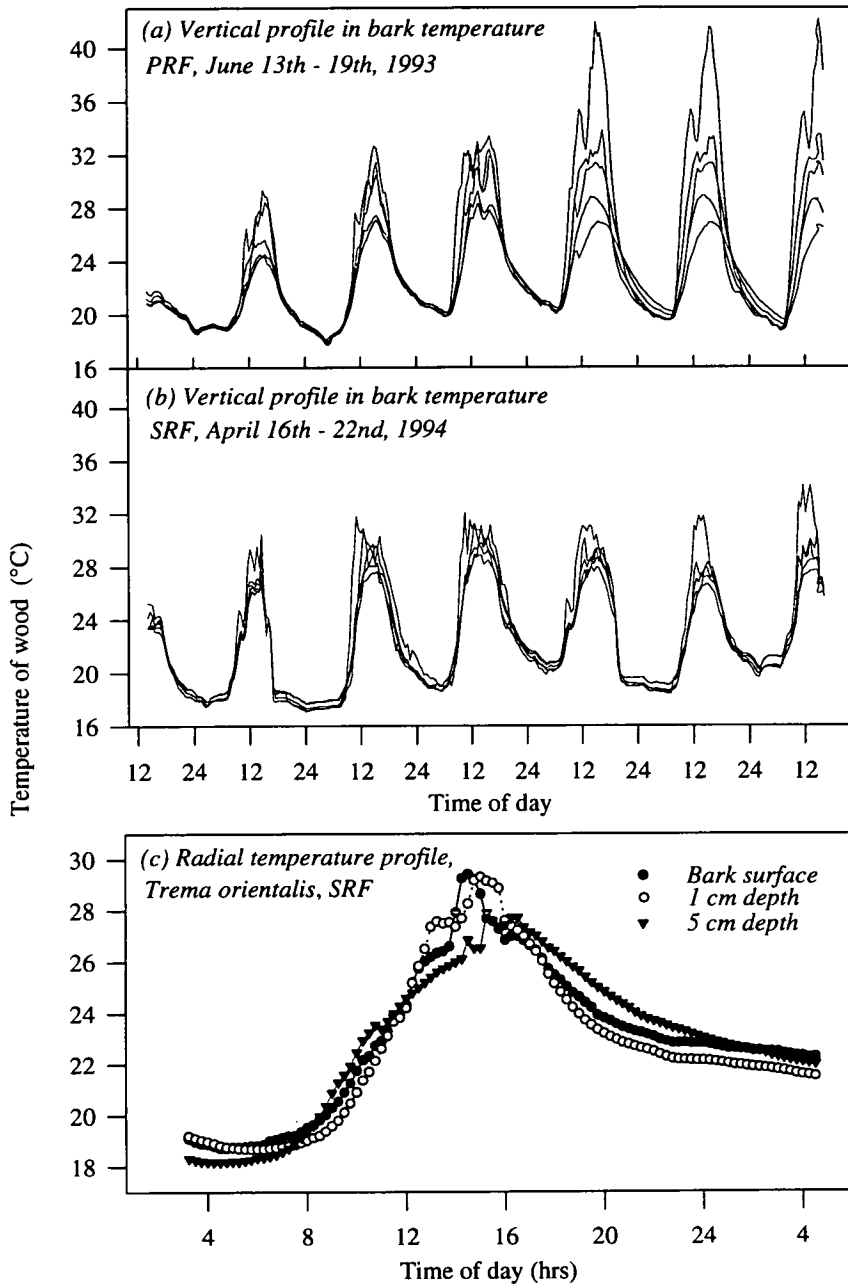 (a) Vertical profile in bark temperature
PRF, June 13th - 19th, 1993
40
36
32
28
24
20
16
(b) Vertical profile in bark temperature
SRF, April 16th - 22nd, 1994
40
36
32
28
24
20
16
Temperature of wood (°C)
12 24 12 24 12 24 12 24 12 24 12 24 12
Time of day
(c) Radial temperature profile,
Trema orientalis, SRF
Bark surface
1 cm depth
5 cm depth
30
28
26
24
22
20
18
4 8 12 16 20 24 4
Time of day (hrs)